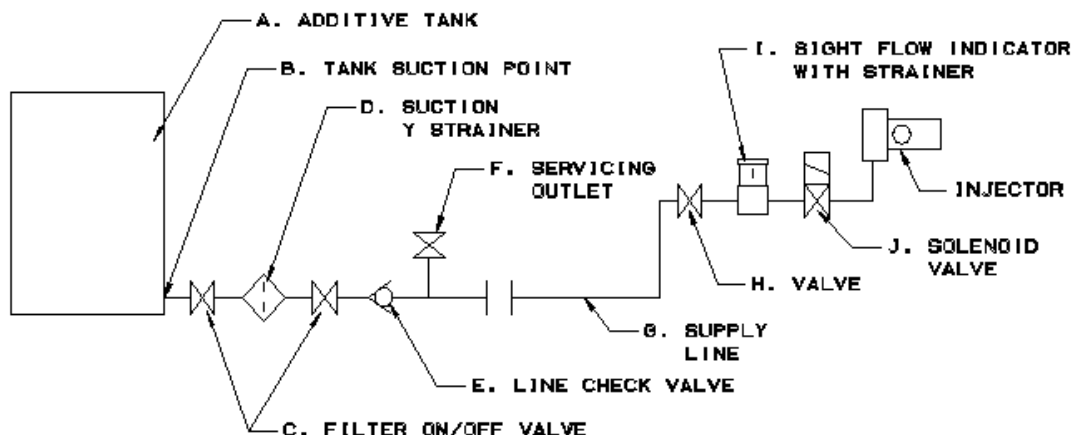 A. ADDITIVE TANK
B. TANK SUCTION POINT
D. SUCTION
Y STRAINER
F. SERVICING
OUTLET
I. SIGHT FLOW INDICATOR
WITH STRAINER
INJECTOR
J. SOLENOID
VALVE
H. VALVE
G. SUPPLY
LINE
E. LINE CHECK VALVE
C. FILTER ON/OFF VALVE